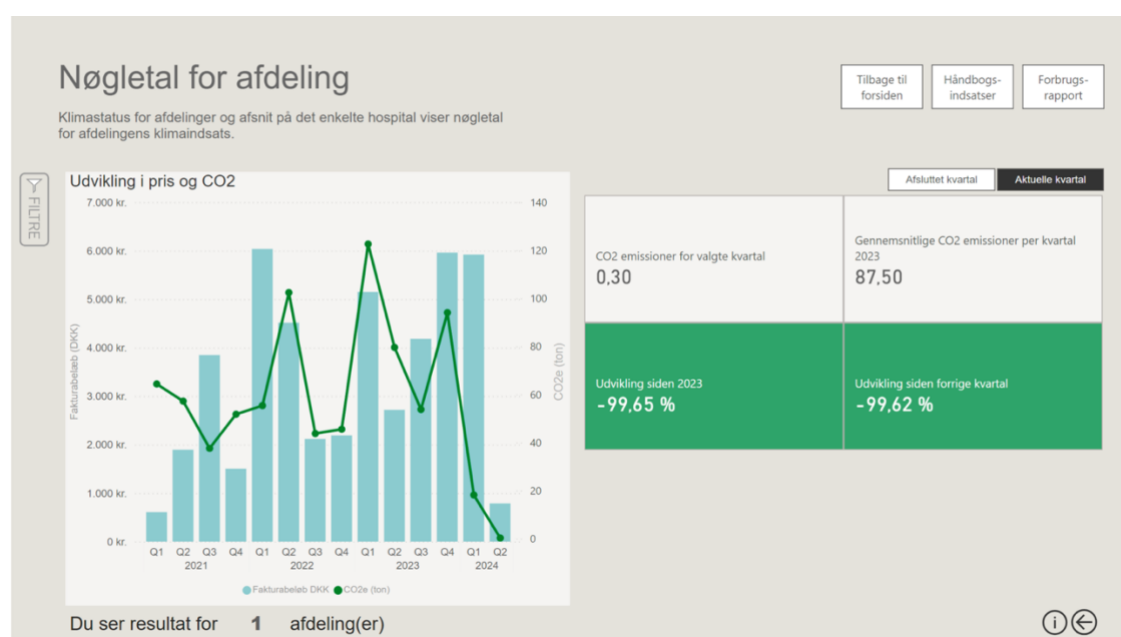 Nøgletal for afdeling
Klimastatus for afdelinger og afsnit på det enkelte hospital viser nøgletal
for afdelingens klimaindsats.
Tilbage til
forsiden
Håndbogs-
indsatser
Forbrugs-
rapport
FILTRE
Udvikling i pris og CO2
7.000 kr.
6.000 kr.
5.000 kr.
4.000 kr.
3.000 kr.
2.000 kr.
1.000 kr.
0 kr.
Fakturabeløb (DKK)
140
120
100
80
60
40
20
0
CO2e (ton)
Q1 Q2 Q3 Q4 Q1 Q2 Q3 Q4 Q1 Q2 Q3 Q4 Q1 Q2
2021 2022 2023 2024
Fakturabeløb DKK CO2e (ton)
Afsluttet kvartal Aktuelle kvartal
CO2 emissioner for valgte kvartal
0,30
Gennemsnitlige CO2 emissioner per kvartal
2023
87,50
Udvikling siden 2023
-99,65 %
Udvikling siden forrige kvartal
-99,62 %
Du ser resultat for 1 afdeling(er)